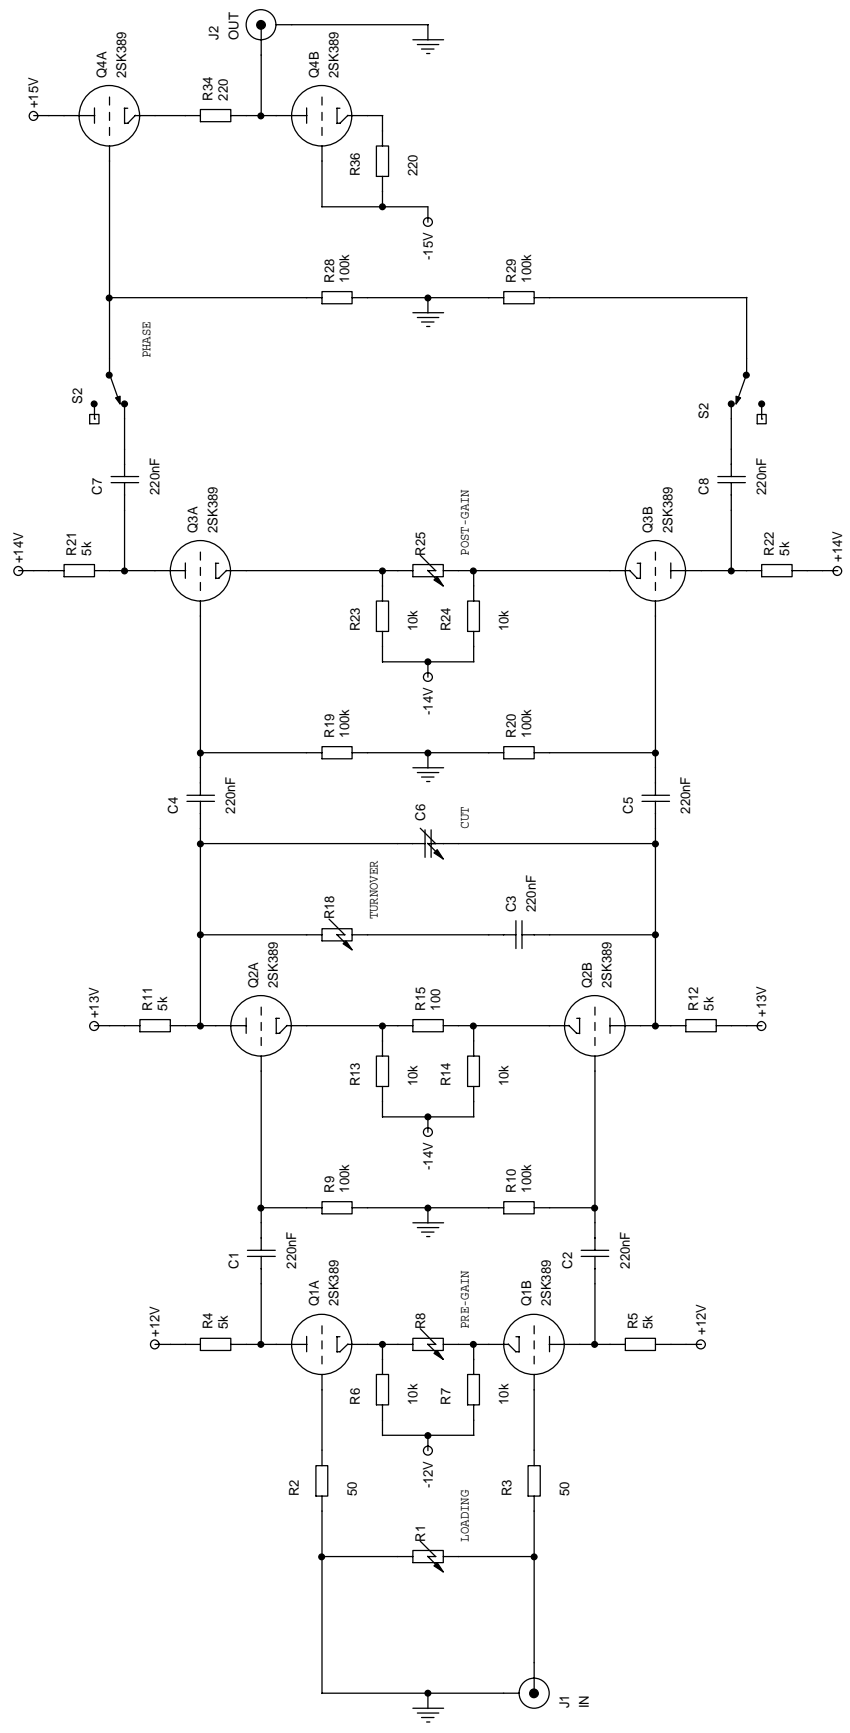 J1
IN
R1
LOADING
R2
50
R3
50
+12V
R4
5k
Q1A
2SK389
R6
10k
-12V
R8
PRE-GAIN
R7
10k
Q1B
2SK389
R5
5k
+12V
C1
220nF
C2
220nF
R9
100k
R10
100k
+13V
R11
5k
Q2A
2SK389
R13
10k
-14V
R15
100
R14
10k
Q2B
2SK389
R12
5k
+13V
R18
TURNOVER
C3
220nF
C6
CUT
C4
220nF
C5
220nF
R19
100k
R20
100k
+14V
R21
5k
Q3A
2SK389
R23
10k
-14V
R25
POST-GAIN
R24
10k
Q3B
2SK389
R22
5k
+14V
C7
220nF
C8
220nF
S2
PHASE
S2
R28
100k
R29
100k
+15V
Q4A
2SK389
R34
220
Q4B
2SK389
R36
220
-15V
J2
OUT